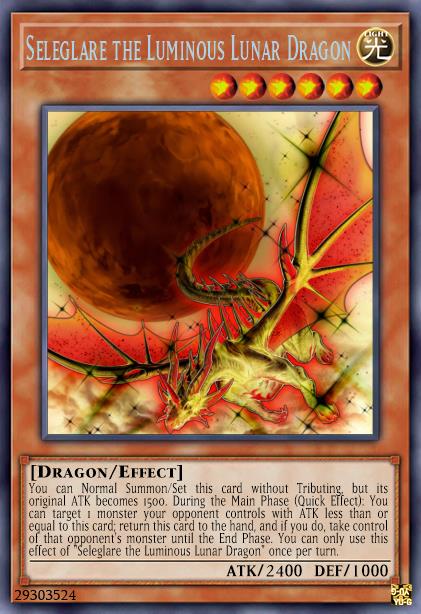 Seleglare the Luminous Lunar Dragon
LIGHT
光
[Dragon/Effect]
You can Normal Summon/Set this card without Tributing, but its
original ATK becomes 1500. During the Main Phase (Quick Effect): You
can target 1 monster your opponent controls with ATK less than or
equal to this card; return this card to the hand, and if you do, take control
of that opponent's monster until the End Phase. You can only use this
effect of "Seleglare the Luminous Lunar Dragon" once per turn.
ATK/2400 DEF/1000
29303524